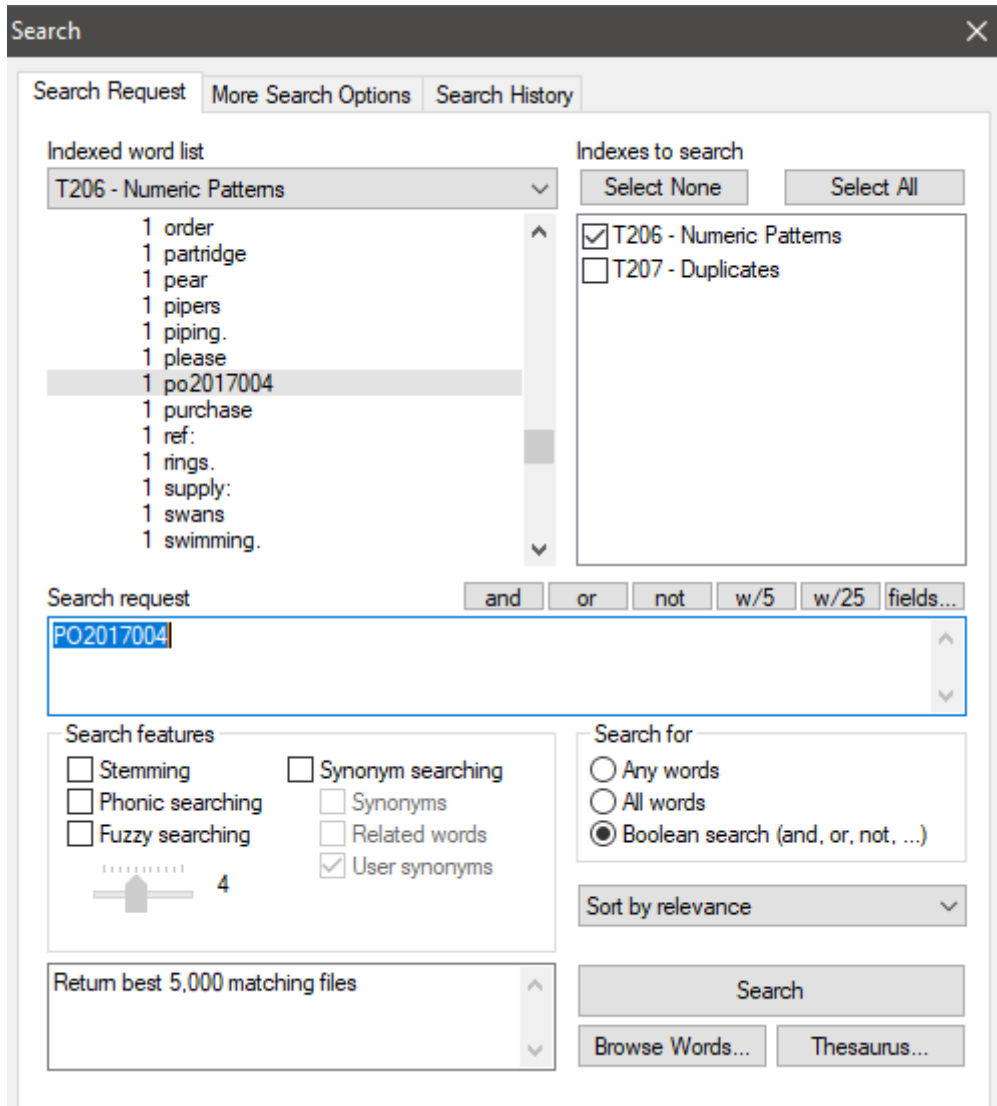 Search
Search Request More Search Options Search History
Indexed word list
T206 - Numeric Patterns
1 order
1 partridge
1 pear
1 pipers
1 piping.
1 please
1 po2017004
1 purchase
1 ref:
1 rings.
1 supply:
1 swans
1 swimming.
Indexes to search
Select None Select All
T206 - Numeric Patterns
T207 - Duplicates
Search request and or not w/5 w/25 fields...
PO2017004
Search features
Stemming
Phonic searching
Fuzzy searching
4
Synonym searching
Synonyms
Related words
User synonyms
Search for
Any words
All words
Boolean search (and, or, not, ...)
Sort by relevance
Return best 5,000 matching files
Search
Browse Words... Thesaurus...